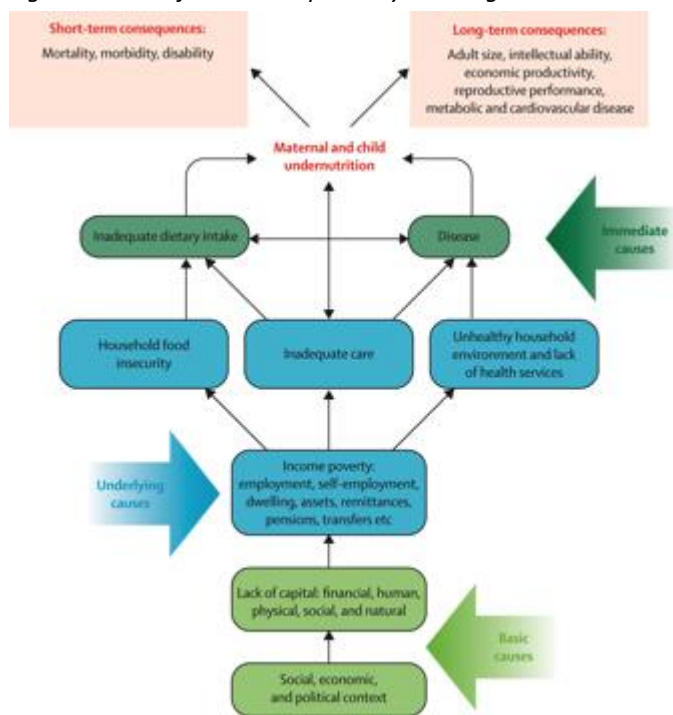 Short-term consequences:
Mortality, morbidity, disability
Long-term consequences:
Adult size, intellectual ability,
economic productivity,
reproductive performance,
metabolic and cardiovascular disease
Maternal and child
undernutrition
Inadequate dietary intake
Disease
Immediate
causes
Household food
insecurity
Inadequate care
Unhealthy household
environment and lack
of health services
Underlying
causes
Income poverty:
employment, self-employment,
dwelling, assets, remittances,
pensions, transfers etc
Lack of capital: financial, human,
physical, social, and natural
Basic
causes
Social, economic,
and political context